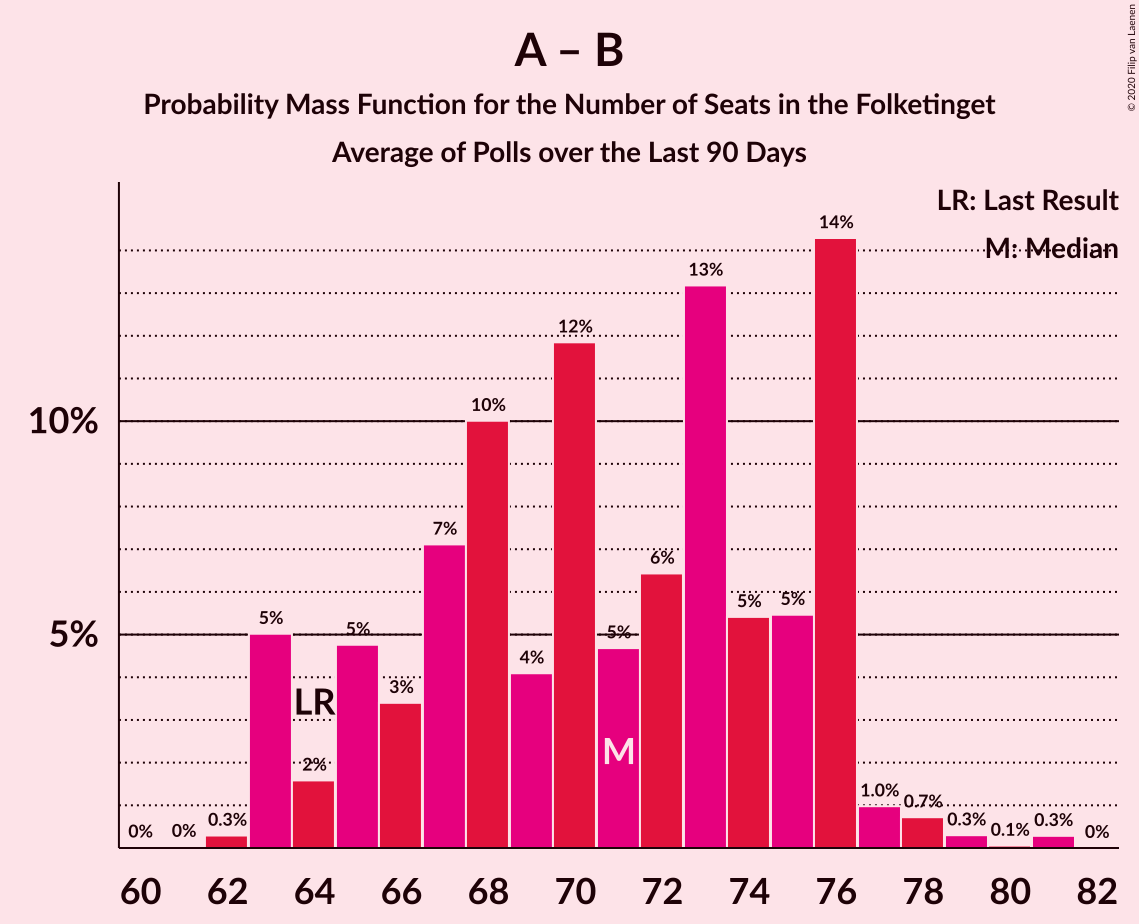 A – B
Probability Mass Function for the Number of Seats in the Folketinget
Average of Polls over the Last 90 Days
© 2020 Filip van Laenen
LR: Last Result
M: Median
10%
5%
0%
0%
0.3%
5%
2%
5%
3%
7%
10%
4%
12%
5%
6%
13%
5%
5%
14%
1.0%
0.7%
0.3%
0.1%
0.3%
0%
LR
M
60 62 64 66 68 70 72 74 76 78 80 82